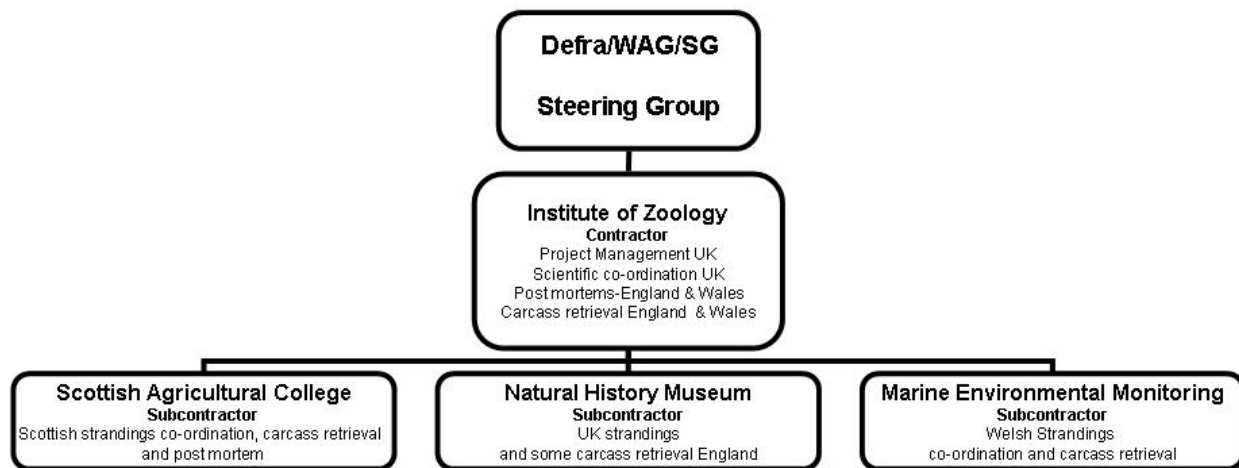 Defra/WAG/SG
Steering Group
Institute of Zoology
Contractor
Project Management UK
Scientific co-ordination UK
Post mortems-England & Wales
Carcass retrieval England & Wales
Scottish Agricultural College
Subcontractor
Scottish strandings co-ordination, carcass retrieval
and post mortem
Natural History Museum
Subcontractor
UK strandings
and some carcass retrieval England
Marine Environmental Monitoring
Subcontractor
Welsh Strandings
co-ordination and carcass retrieval